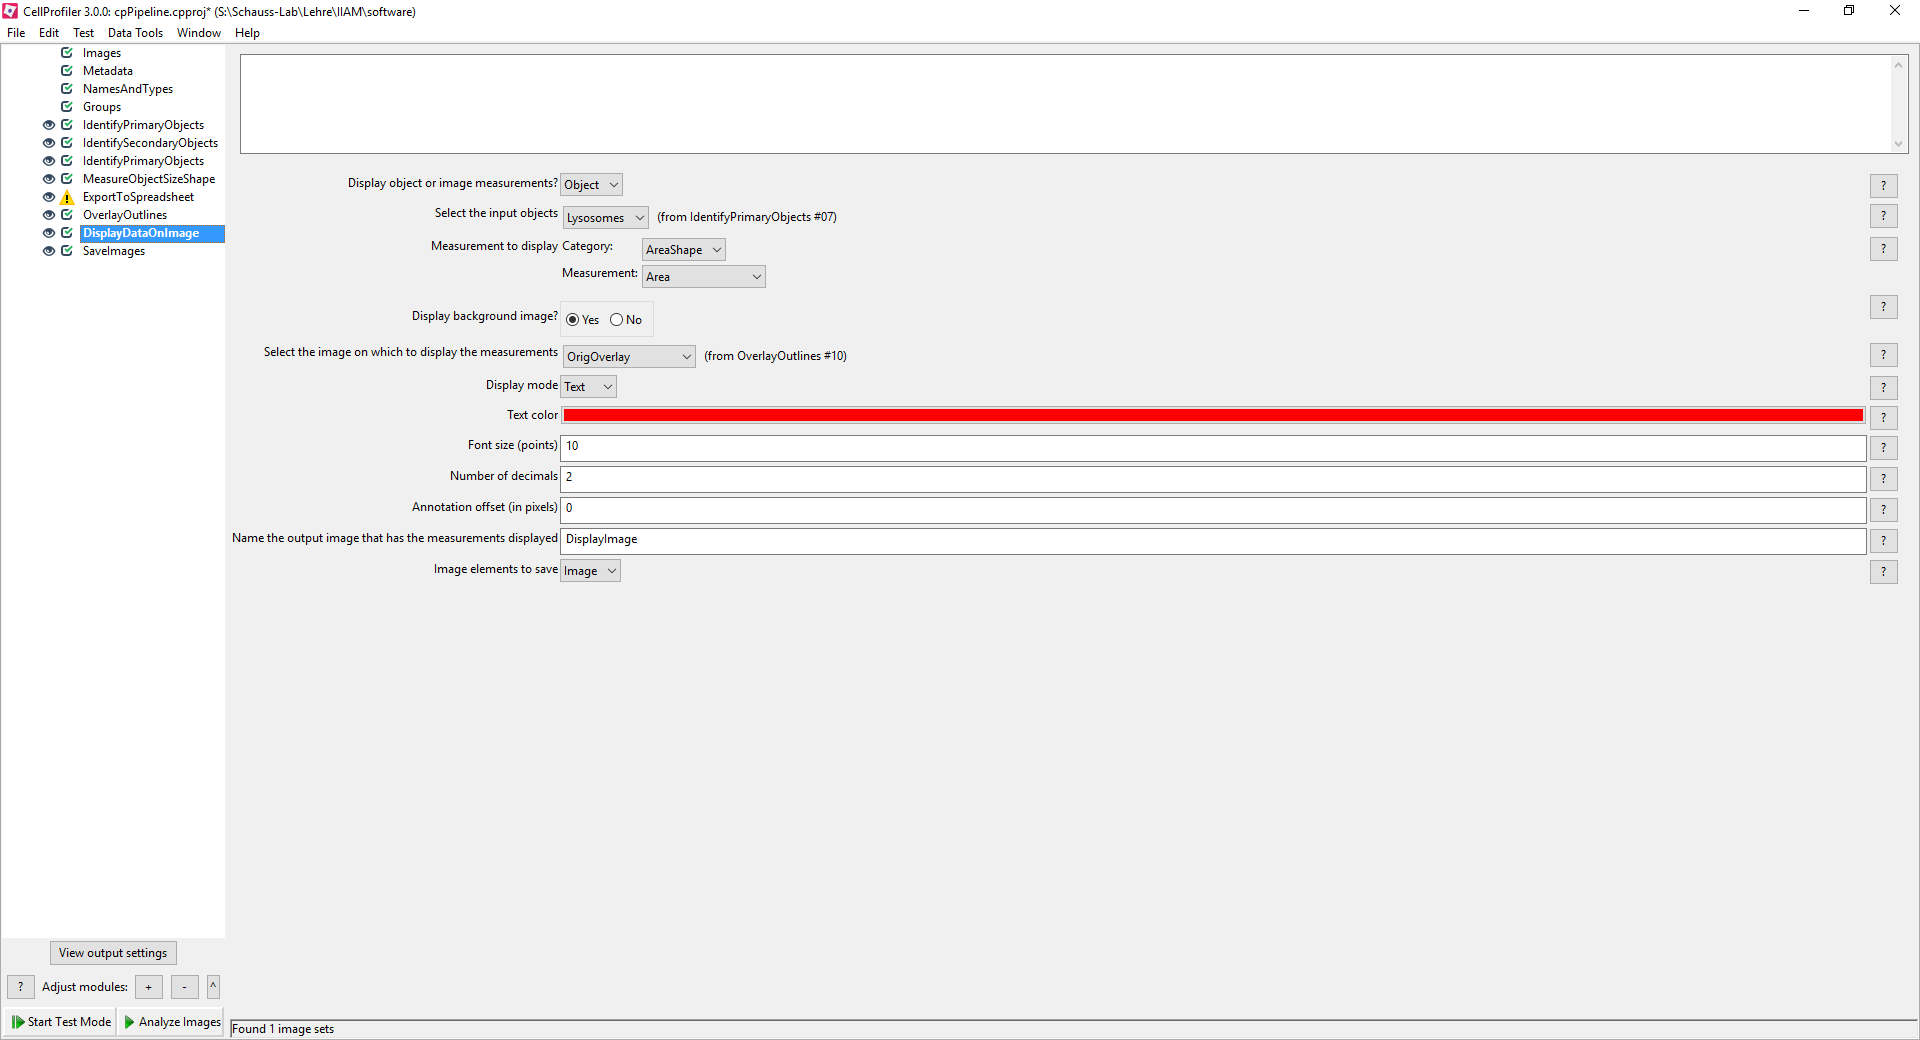 CellProfiler 3.0.0: cpPipeline.cpproj* (S:\Schauss-Lab\Lehre\IIAM\software)
File Edit Test Data Tools Window Help
Images
Metadata
NamesAndTypes
Groups
IdentifyPrimaryObjects
IdentifySecondaryObjects
IdentifyPrimaryObjects
MeasureObjectSizeShape
ExportToSpreadsheet
OverlayOutlines
DisplayDataOnImage
SaveImages
View output settings
? Adjust modules: + - ^
Start Test Mode Analyze Images
Display object or image measurements? Object ?
Select the input objects Lysosomes (from IdentifyPrimaryObjects #07) ?
Measurement to display Category: AreaShape ?
Measurement: Area
Display background image? Yes No ?
Select the image on which to display the measurements OrigOverlay (from OverlayOutlines #10) ?
Display mode Text ?
Text color ?
Font size (points) 10 ?
Number of decimals 2 ?
Annotation offset (in pixels) 0 ?
Name the output image that has the measurements displayed DisplayImage ?
Image elements to save Image ?
Found 1 image sets